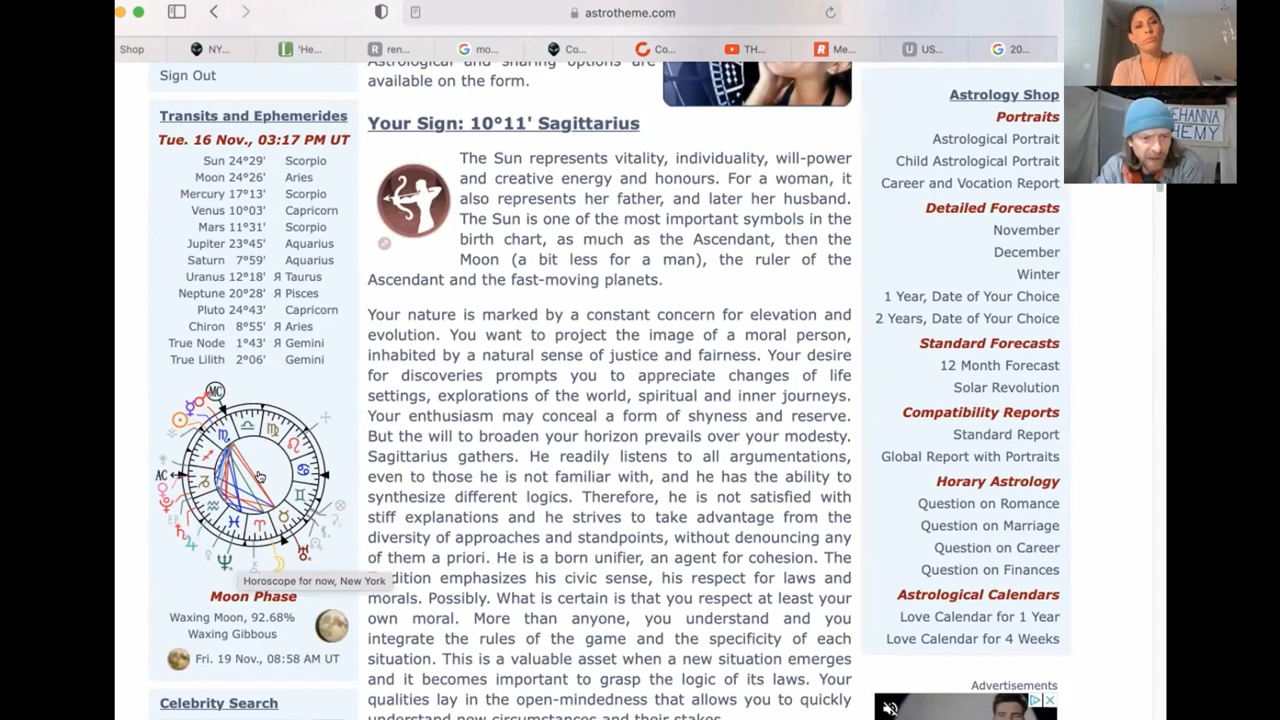 astrotheme.com
Shop
NY...
'He...
ren...
mo...
Co...
Co...
TH...
Me...
US...
20...
Sign Out
Transits and Ephemerides
Tue. 16 Nov., 03:17 PM UT
Sun 24°29' Scorpio
Moon 24°26' Aries
Mercury 17°13' Scorpio
Venus 10°03' Capricorn
Mars 11°31' Scorpio
Jupiter 23°45' Aquarius
Saturn 7°59' Aquarius
Uranus 12°18' Я Taurus
Neptune 20°28' Я Pisces
Pluto 24°43' Capricorn
Chiron 8°55' Я Aries
True Node 1°43' Я Gemini
True Lilith 2°06' Gemini
MC
AC
Horoscope for now, New York
Moon Phase
Waxing Moon, 92.68%
Waxing Gibbous
Fri. 19 Nov., 08:58 AM UT
Celebrity Search
Astrological and sharing options are
available on the form.
Your Sign: 10°11' Sagittarius
The Sun represents vitality, individuality, will-power
and creative energy and honours. For a woman, it
also represents her father, and later her husband.
The Sun is one of the most important symbols in the
birth chart, as much as the Ascendant, then the
Moon (a bit less for a man), the ruler of the
Ascendant and the fast-moving planets.
Your nature is marked by a constant concern for elevation and
evolution. You want to project the image of a moral person,
inhabited by a natural sense of justice and fairness. Your desire
for discoveries prompts you to appreciate changes of life
settings, explorations of the world, spiritual and inner journeys.
Your enthusiasm may conceal a form of shyness and reserve.
But the will to broaden your horizon prevails over your modesty.
Sagittarius gathers. He readily listens to all argumentations,
even to those he is not familiar with, and he has the ability to
synthesize different logics. Therefore, he is not satisfied with
stiff explanations and he strives to take advantage from the
diversity of approaches and standpoints, without denouncing any
of them a priori. He is a born unifier, an agent for cohesion. The
dition emphasizes his civic sense, his respect for laws and
morals. Possibly. What is certain is that you respect at least your
own moral. More than anyone, you understand and you
integrate the rules of the game and the specificity of each
situation. This is a valuable asset when a new situation emerges
and it becomes important to grasp the logic of its laws. Your
qualities lay in the open-mindedness that allows you to quickly
understand new circumstances and their stakes.
Astrology Shop
Portraits
Astrological Portrait
Child Astrological Portrait
Career and Vocation Report
Detailed Forecasts
November
December
Winter
1 Year, Date of Your Choice
2 Years, Date of Your Choice
Standard Forecasts
12 Month Forecast
Solar Revolution
Compatibility Reports
Standard Report
Global Report with Portraits
Horary Astrology
Question on Romance
Question on Marriage
Question on Career
Question on Finances
Astrological Calendars
Love Calendar for 1 Year
Love Calendar for 4 Weeks
Advertisements
EHANNA
HEMY